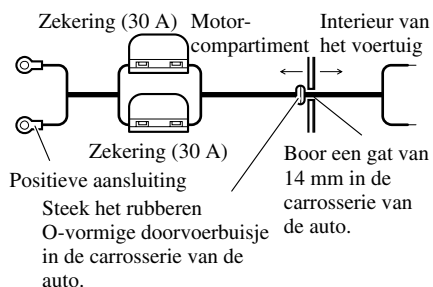 Zekering (30 A)
Motor-
compartiment
Interieur van
het voertuig
Zekering (30 A)
Positieve aansluiting
Steek het rubberen
O-vormige doorvoerbuisje
in de carrosserie van de
auto.
Boor een gat van
14 mm in de
carrosserie van
de auto.